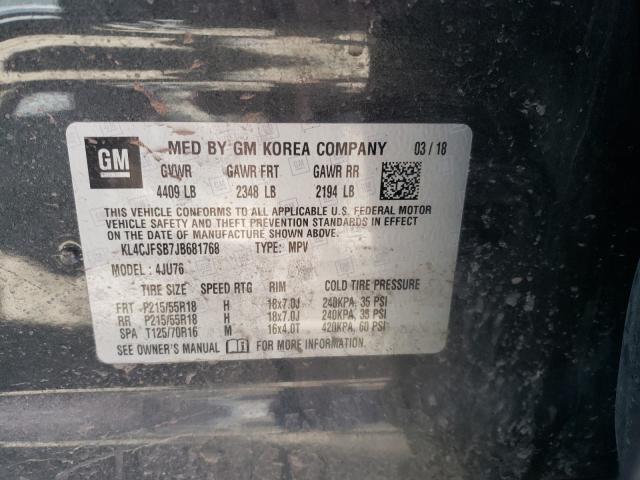 GM MFD BY GM KOREA COMPANY 03/18
GVWR GAWR FRT GAWR RR
4409 LB 2348 LB 2194 LB
THIS VEHICLE CONFORMS TO ALL APPLICABLE U.S. FEDERAL MOTOR
VEHICLE SAFETY AND THEFT PREVENTION STANDARDS IN EFFECT
ON THE DATE OF MANUFACTURE SHOWN ABOVE.
KL4CJFSB7JB681768 TYPE: MPV
MODEL : 4JU76
TIRE SIZE SPEED RTG RIM COLD TIRE PRESSURE
FRT P215/55R18 H 18x7.0J 240KPA, 35 PSI
RR P215/55R18 H 18x7.0J 240KPA, 35 PSI
SPA T125/70R16 M 16x4.0T 420KPA, 60 PSI
SEE OWNER'S MANUAL FOR MORE INFORMATION.